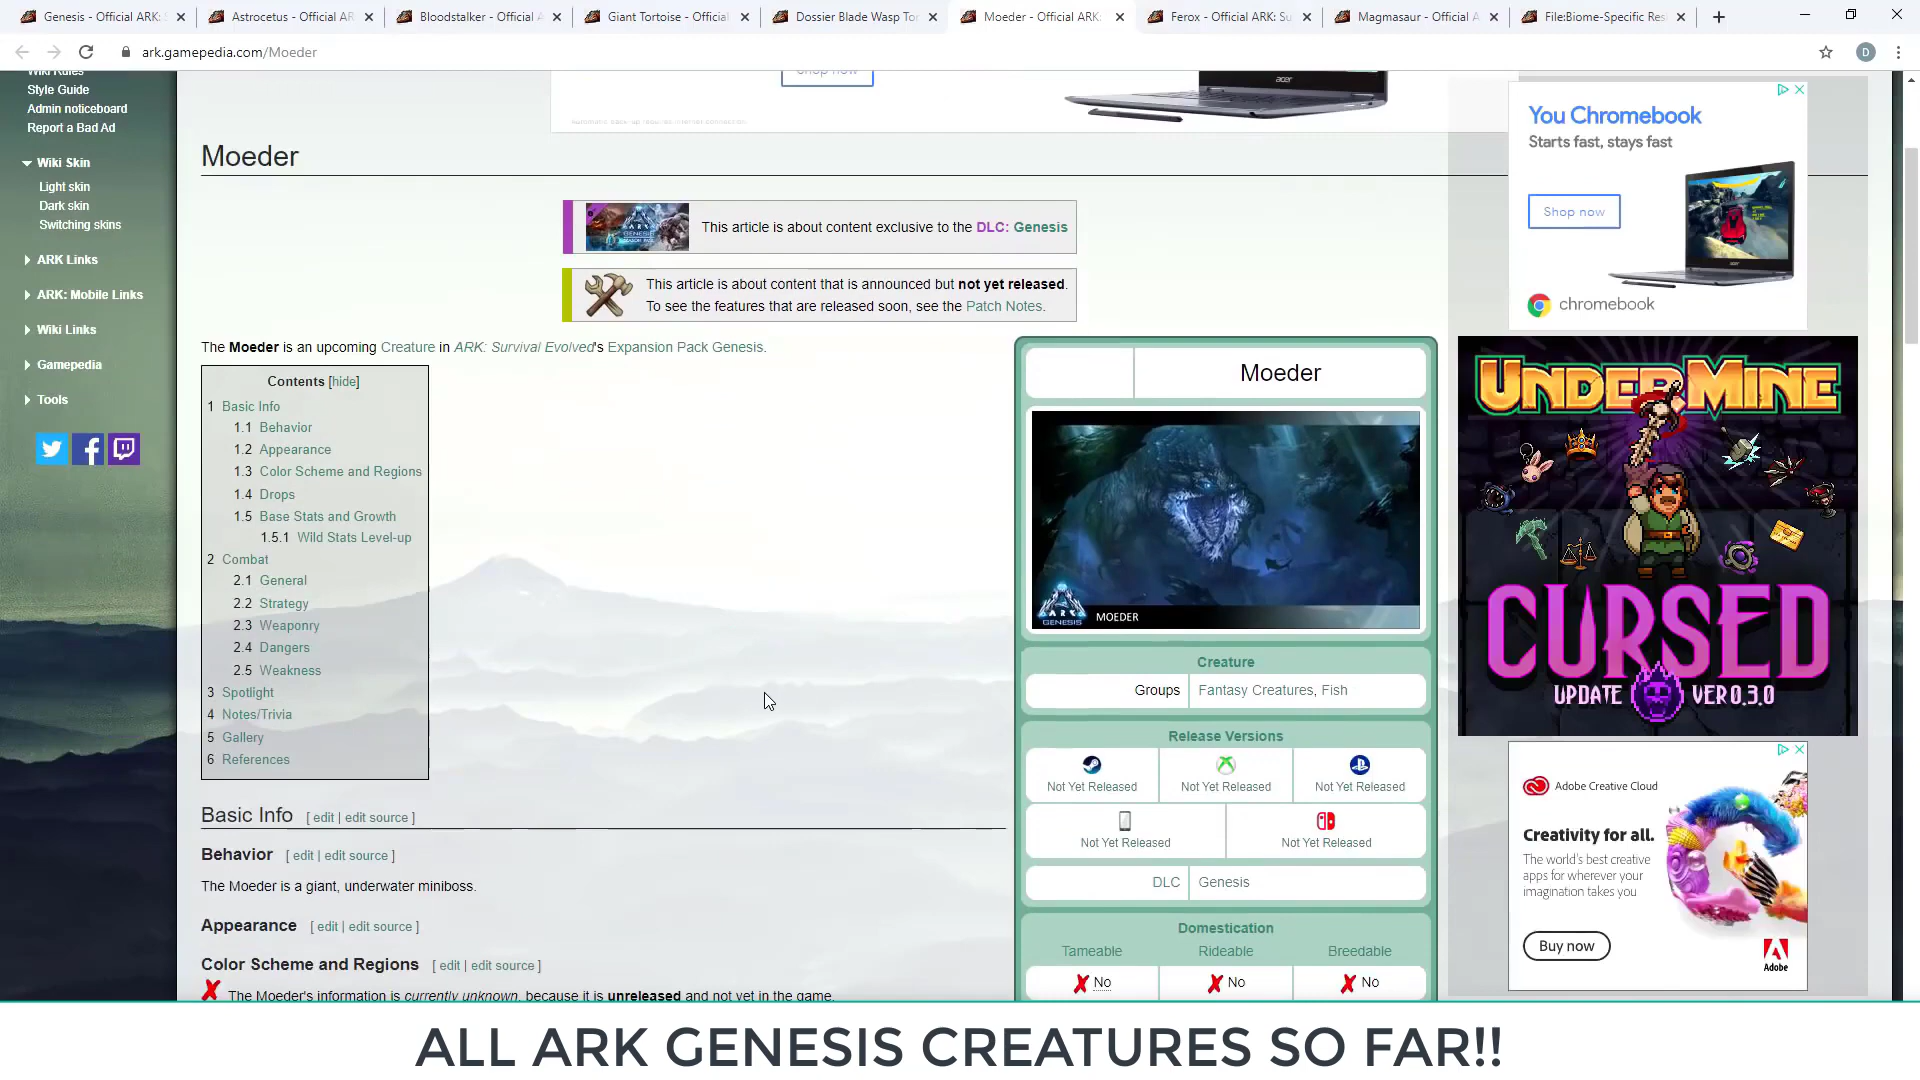 Genesis - Official ARK:
Astrocetus - Official AR
Bloodstalker - Official A
Giant Tortoise - Official
Dossier Blade Wasp Tor
Moeder - Official ARK:
Ferox - Official ARK: Su
Magmasaur - Official A
File:Biome-Specific Res
ark.gamepedia.com/Moeder
D
Wiki Rules
Style Guide
Admin noticeboard
Report a Bad Ad
Wiki Skin
Light skin
Dark skin
Switching skins
ARK Links
ARK: Mobile Links
Wiki Links
Gamepedia
Tools
Shop now
acer
Moeder
This article is about content exclusive to the DLC: Genesis
This article is about content that is announced but not yet released.
To see the features that are released soon, see the Patch Notes.
The Moeder is an upcoming Creature in ARK: Survival Evolved's Expansion Pack Genesis.
Contents [hide]
1 Basic Info
1.1 Behavior
1.2 Appearance
1.3 Color Scheme and Regions
1.4 Drops
1.5 Base Stats and Growth
1.5.1 Wild Stats Level-up
2 Combat
2.1 General
2.2 Strategy
2.3 Weaponry
2.4 Dangers
2.5 Weakness
3 Spotlight
4 Notes/Trivia
5 Gallery
6 References
Basic Info [ edit | edit source ]
Behavior [ edit | edit source ]
The Moeder is a giant, underwater miniboss.
Appearance [ edit | edit source ]
Color Scheme and Regions [ edit | edit source ]
The Moeder's information is currently unknown, because it is unreleased and not yet in the game.
Moeder
ARK
GENESIS
MOEDER
Creature
Groups Fantasy Creatures, Fish
Release Versions
Not Yet Released Not Yet Released Not Yet Released
Not Yet Released Not Yet Released
DLC Genesis
Domestication
Tameable Rideable Breedable
No No No
You Chromebook
Starts fast, stays fast
Shop now
chromebook
UNDERMINE
CURSED
UPDATE VER 0.3.0
Adobe Creative Cloud
Creativity for all.
The world's best creative
apps for wherever your
imagination takes you
Buy now
Adobe
ALL ARK GENESIS CREATURES SO FAR!!